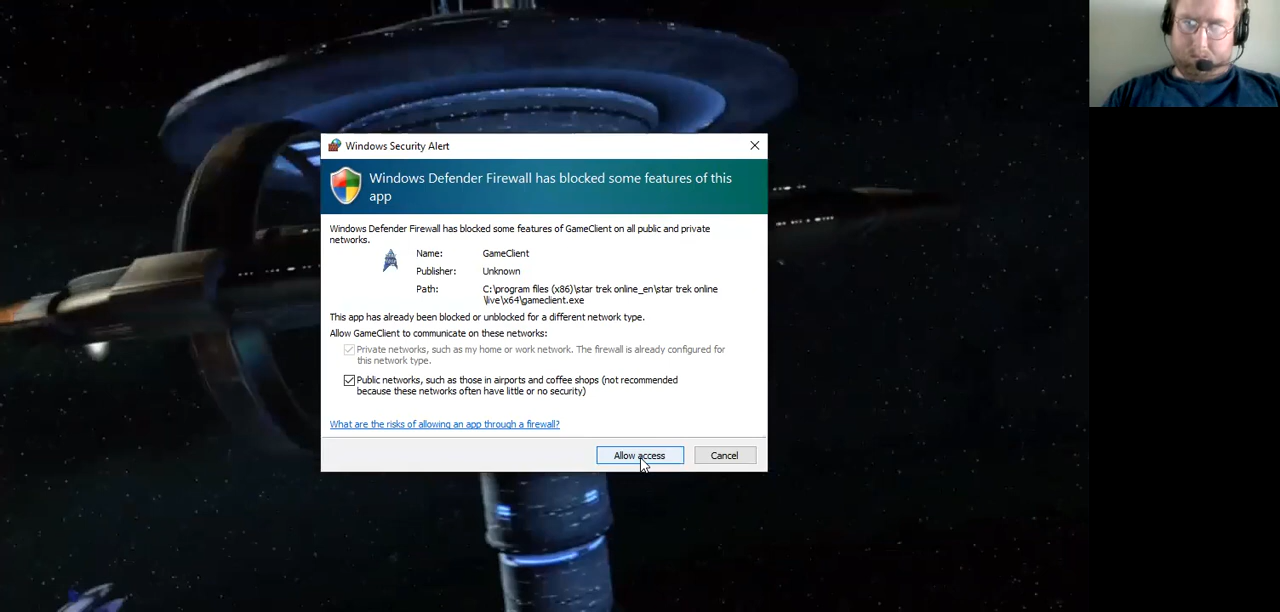 Windows Security Alert
Windows Defender Firewall has blocked some features of this
app
Windows Defender Firewall has blocked some features of GameClient on all public and private
networks.
Name: GameClient
Publisher: Unknown
Path: C:\program files (x86)\star trek online_en\star trek online
\live\x64\gameclient.exe
This app has already been blocked or unblocked for a different network type.
Allow GameClient to communicate on these networks:
Private networks, such as my home or work network. The firewall is already configured for
this network type.
Public networks, such as those in airports and coffee shops (not recommended
because these networks often have little or no security)
What are the risks of allowing an app through a firewall?
Allow access Cancel